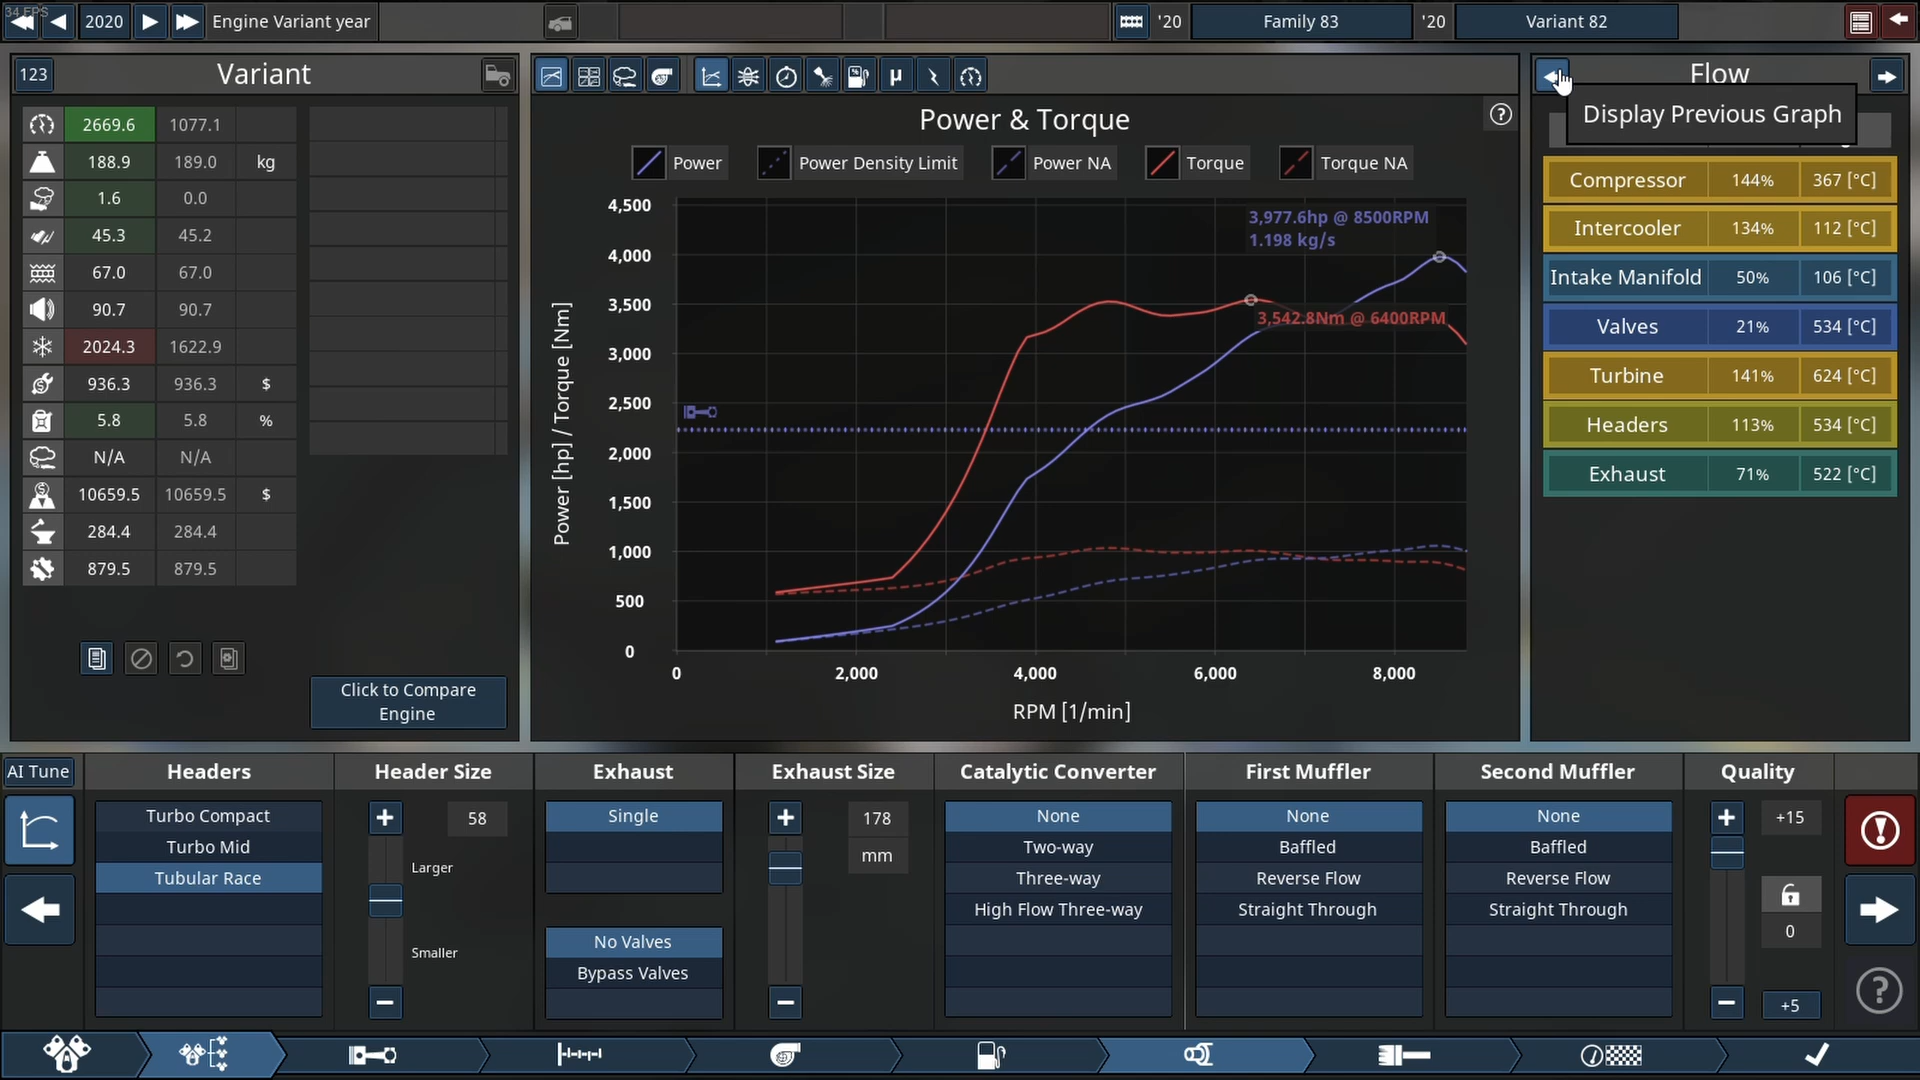 34 FPS
2020
Engine Variant year
'20
Family 83
'20
Variant 82
123
Variant
2669.6 1077.1
188.9 189.0 kg
1.6 0.0
45.3 45.2
67.0 67.0
90.7 90.7
2024.3 1622.9
936.3 936.3 $
5.8 5.8 %
N/A N/A
10659.5 10659.5 $
284.4 284.4
879.5 879.5
Click to Compare
Engine
Power & Torque
Power
Power Density Limit
Power NA
Torque
Torque NA
Power [hp] / Torque [Nm]
4,500
4,000
3,500
3,000
2,500
2,000
1,500
1,000
500
0
3,977.6hp @ 8500RPM
1.198 kg/s
3,542.8Nm @ 6400RPM
0 2,000 4,000 6,000 8,000
RPM [1/min]
Flow
Display Previous Graph
Compressor 144% 367 [°C]
Intercooler 134% 112 [°C]
Intake Manifold 50% 106 [°C]
Valves 21% 534 [°C]
Turbine 141% 624 [°C]
Headers 113% 534 [°C]
Exhaust 71% 522 [°C]
AI Tune
Headers
Turbo Compact
Turbo Mid
Tubular Race
Header Size
58
Larger
Smaller
Exhaust
Single
No Valves
Bypass Valves
Exhaust Size
178
mm
Catalytic Converter
None
Two-way
Three-way
High Flow Three-way
First Muffler
None
Baffled
Reverse Flow
Straight Through
Second Muffler
None
Baffled
Reverse Flow
Straight Through
Quality
+15
0
+5